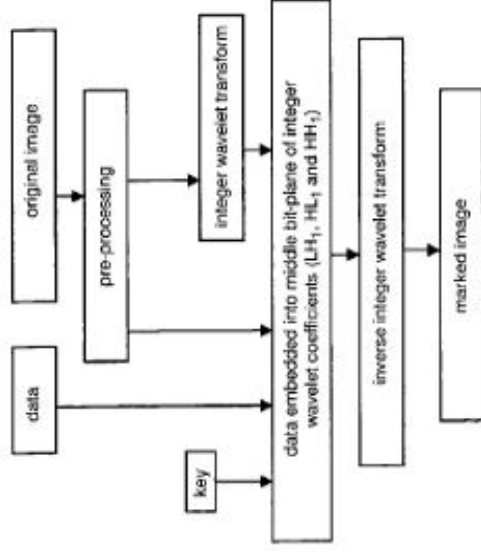 original image
data
pre-processing
key
integer wavelet transform
data embedded into middle bit-plane of integer
wavelet coefficients (LH₁, HL₁ and HH₁)
inverse integer wavelet transform
marked image